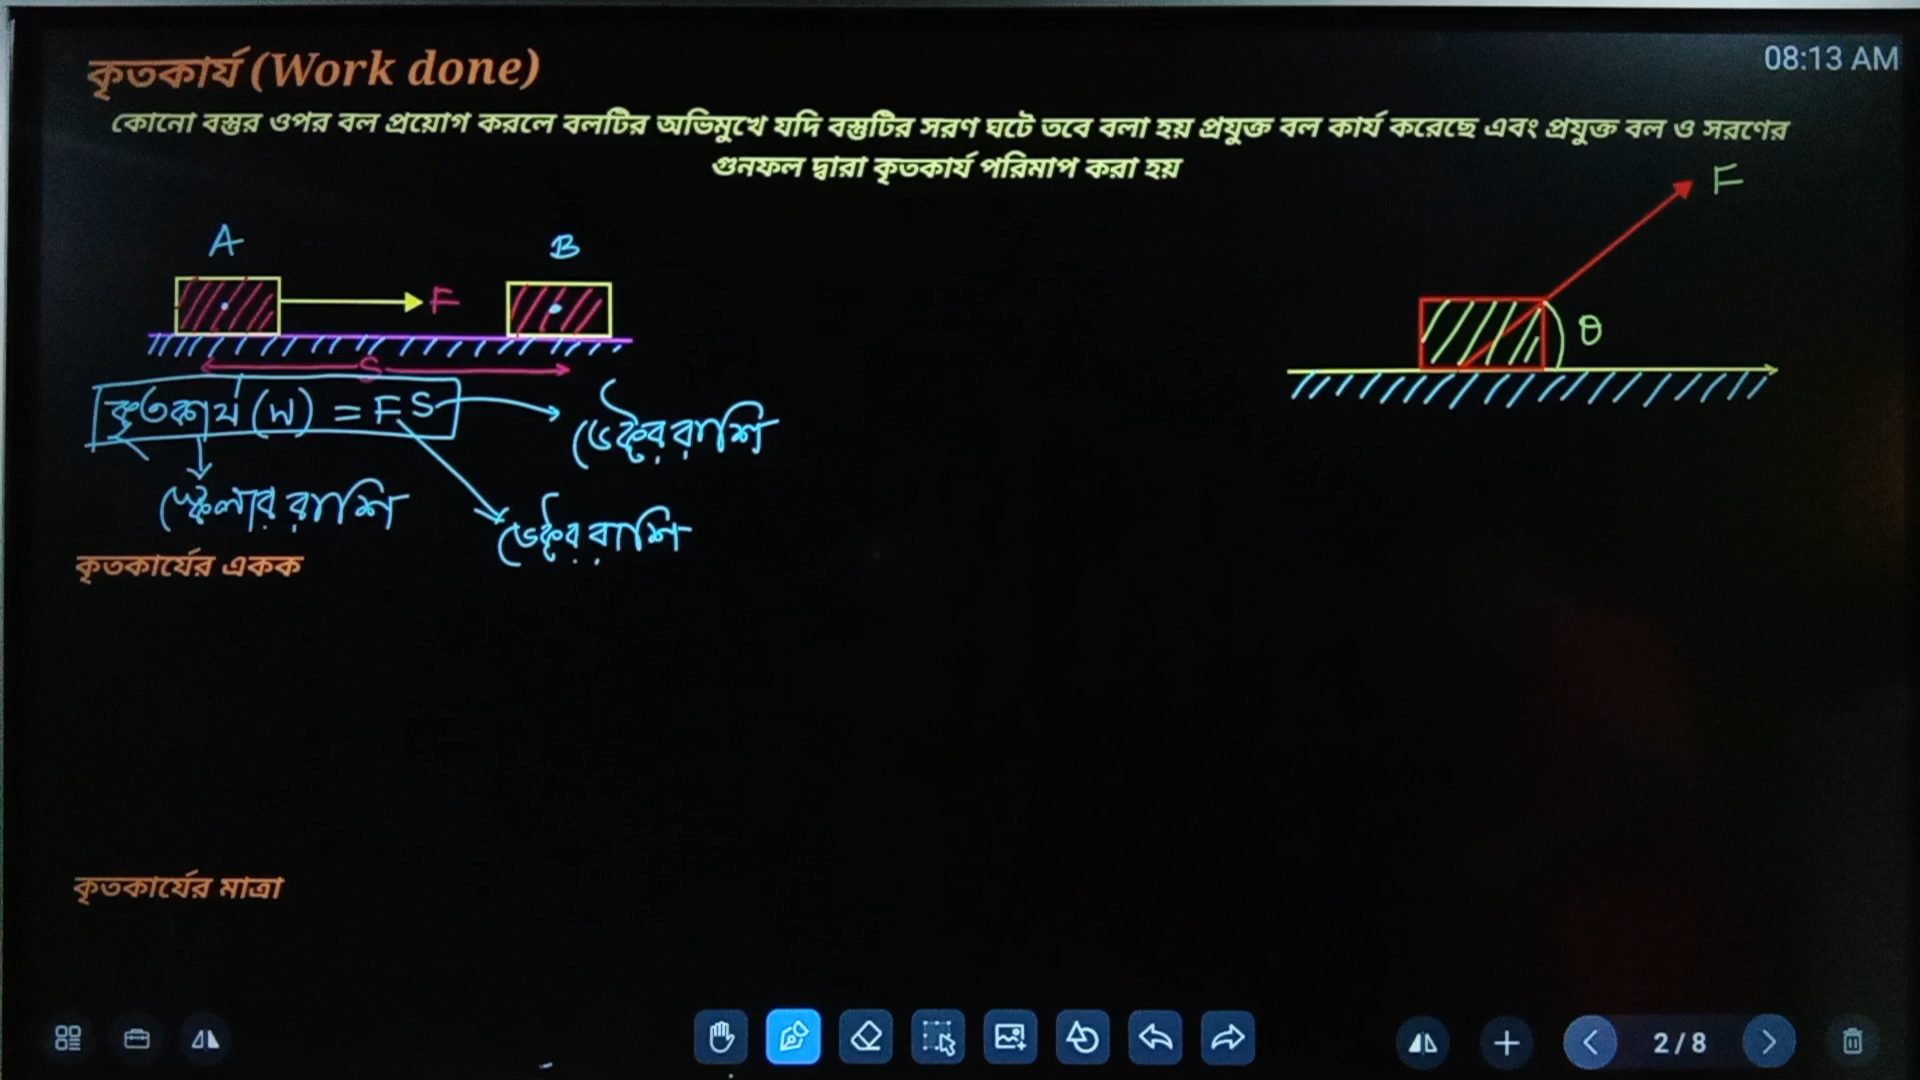 কৃতকার্য (Work done)
08:13 AM
কোনো বস্তুর ওপর বল প্রয়োগ করলে বলটির অভিমুখে যদি বস্তুটির সরণ ঘটে তবে বলা হয় প্রযুক্ত বল কার্য করেছে এবং প্রযুক্ত বল ও সরণের
গুনফল দ্বারা কৃতকার্য পরিমাপ করা হয়
F
A
B
F
θ
S
কৃতকার্য (W) = FS
ভেক্টর রাশি
স্কেলার রাশি
ভেক্টর রাশি
কৃতকার্যের একক
কৃতকার্যের মাত্রা
2/8